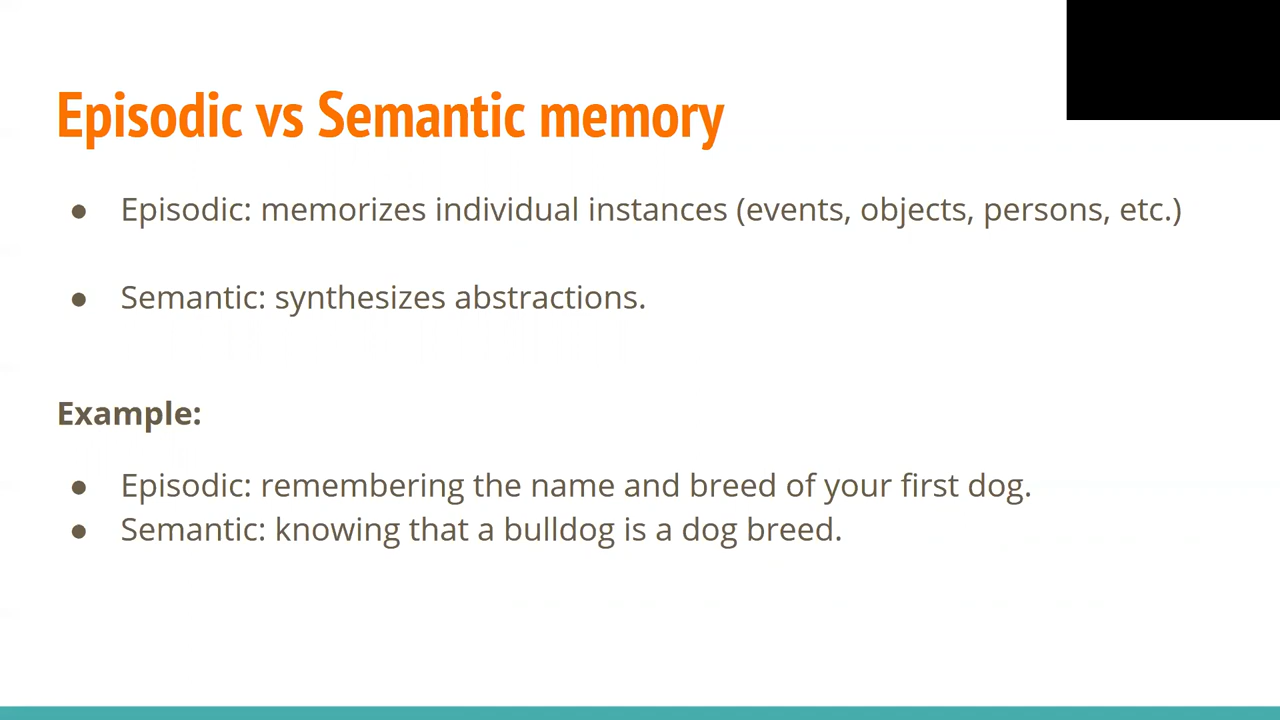 Episodic vs Semantic memory
● Episodic: memorizes individual instances (events, objects, persons, etc.)
● Semantic: synthesizes abstractions.
Example:
● Episodic: remembering the name and breed of your first dog.
● Semantic: knowing that a bulldog is a dog breed.